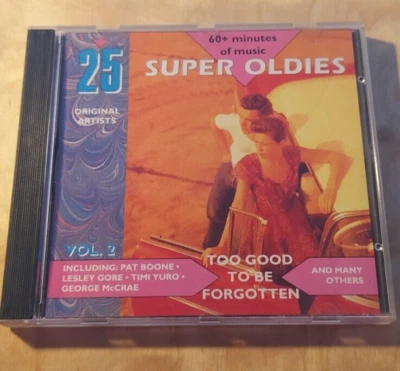 60+ minutes
of music
25
SUPER OLDIES
ORIGINAL
ARTISTS
VOL. 2
INCLUDING: PAT BOONE •
LESLEY GORE • TIMI YURO •
GEORGE McCRAE
TOO GOOD
TO BE
FORGOTTEN
AND MANY
OTHERS